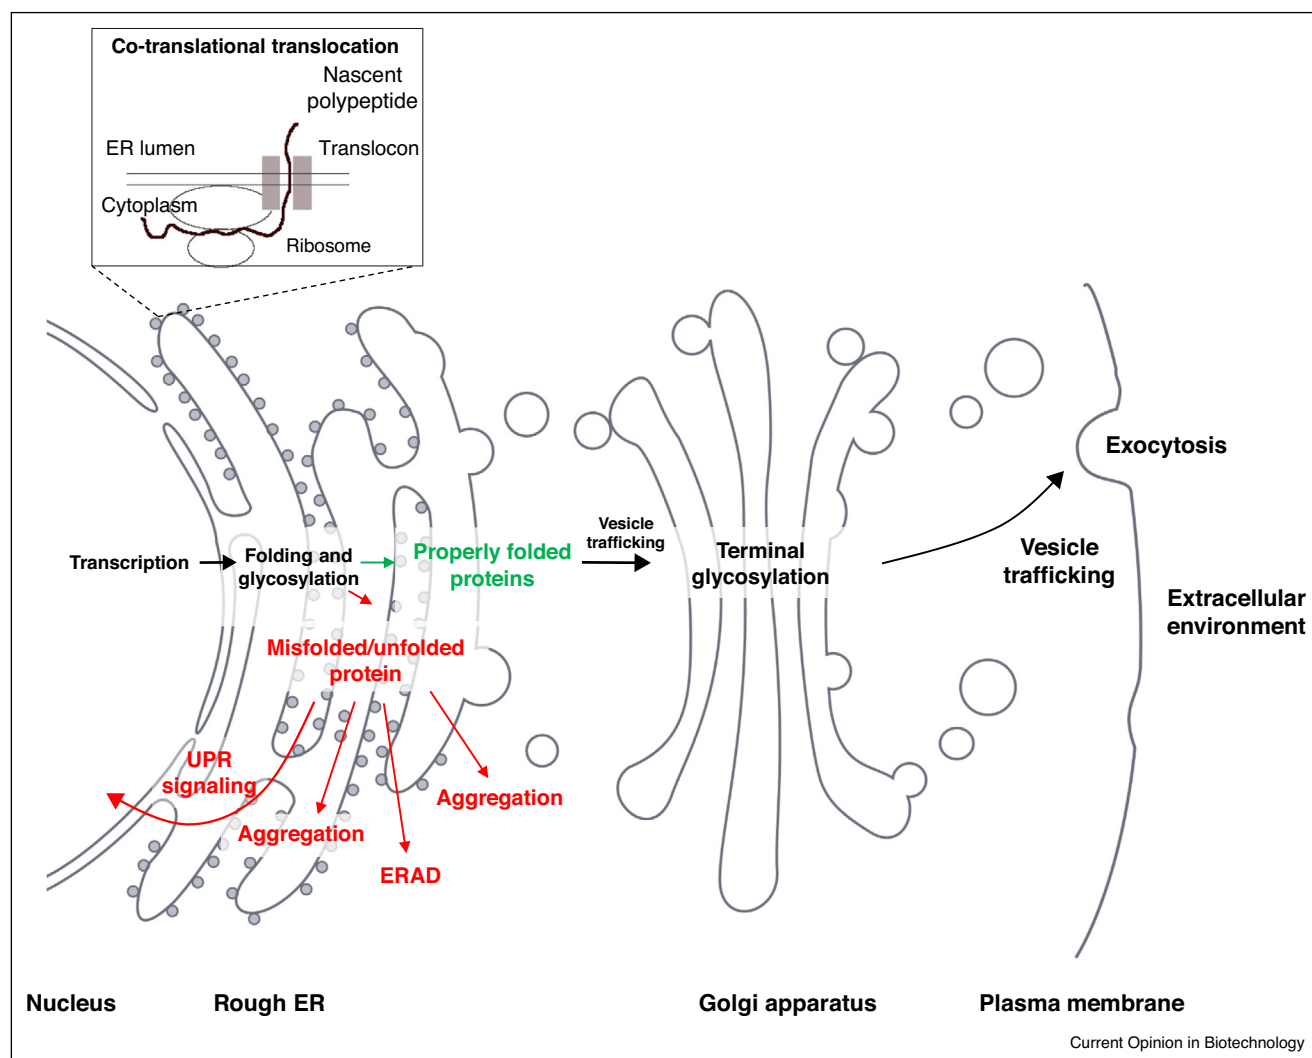 Co-translational translocation
Nascent
polypeptide
ER lumen
Translocon
Cytoplasm
Ribosome
Exocytosis
Transcription
Folding and
glycosylation
Properly folded
proteins
Vesicle
trafficking
Terminal
glycosylation
Vesicle
trafficking
Extracellular
environment
Misfolded/unfolded
protein
UPR
signaling
Aggregation
Aggregation
ERAD
Nucleus
Rough ER
Golgi apparatus
Plasma membrane
Current Opinion in Biotechnology